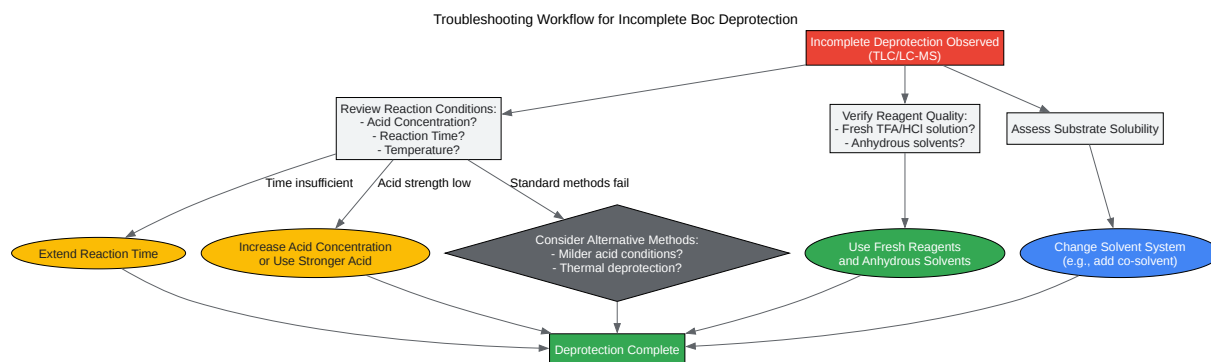 Troubleshooting Workflow for Incomplete Boc Deprotection
Incomplete Deprotection Observed
(TLC/LC-MS)
Review Reaction Conditions:
- Acid Concentration?
- Reaction Time?
- Temperature?
Verify Reagent Quality:
- Fresh TFA/HCl solution?
- Anhydrous solvents?
Assess Substrate Solubility
Time insufficient
Acid strength low
Standard methods fail
Extend Reaction Time
Increase Acid Concentration
or Use Stronger Acid
Consider Alternative Methods:
- Milder acid conditions?
- Thermal deprotection?
Use Fresh Reagents
and Anhydrous Solvents
Change Solvent System
(e.g., add co-solvent)
Deprotection Complete